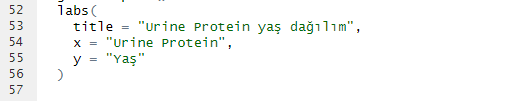 52 labs(
53 title = "Urine Protein yaş dağılım",
54 x = "Urine Protein",
55 y = "Yaş"
56 )
57